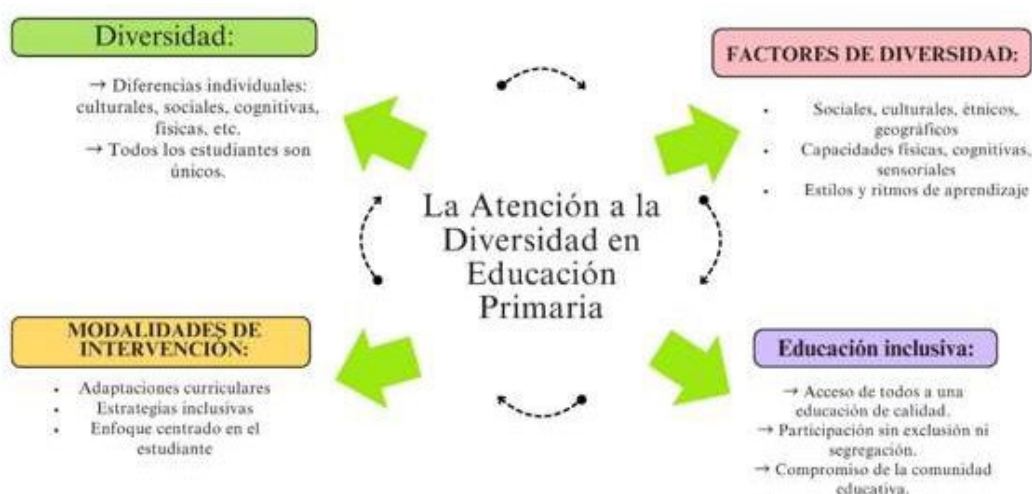 Diversidad:
→ Diferencias individuales:
culturales, sociales, cognitivas,
físicas, etc.
→ Todos los estudiantes son
únicos.
FACTORES DE DIVERSIDAD:
• Sociales, culturales, étnicos,
geográficos
• Capacidades físicas, cognitivas,
sensoriales
• Estilos y ritmos de aprendizaje
La Atención a la
Diversidad en
Educación
Primaria
MODALIDADES DE
INTERVENCIÓN:
• Adaptaciones curriculares
• Estrategias inclusivas
• Enfoque centrado en el
estudiante
Educación inclusiva:
→ Acceso de todos a una
educación de calidad.
→ Participación sin exclusión ni
segregación.
→ Compromiso de la comunidad
educativa.